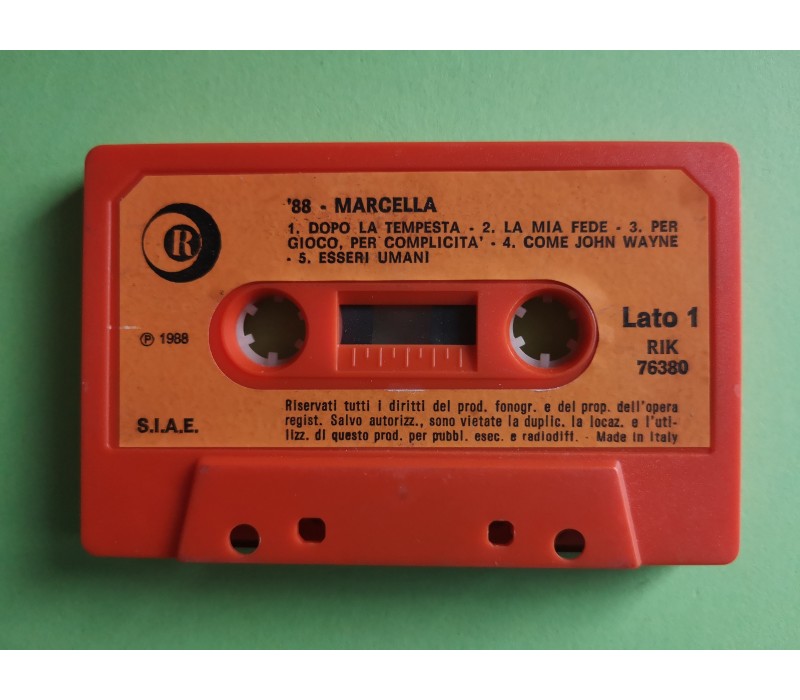 '88 - MARCELLA
1. DOPO LA TEMPESTA - 2. LA MIA FEDE - 3. PER
GIOCO, PER COMPLICITA' - 4. COME JOHN WAYNE
- 5. ESSERI UMANI
R
Lato 1
℗ 1988
RIK
76380
S.I.A.E.
Riservati tutti i diritti del prod. fonogr. e del prop. dell'opera
regist. Salvo autorizz., sono vietate la duplic. la locaz. e l'uti-
lizz. di questo prod. per pubbl. esec. e radiodiff. - Made in Italy